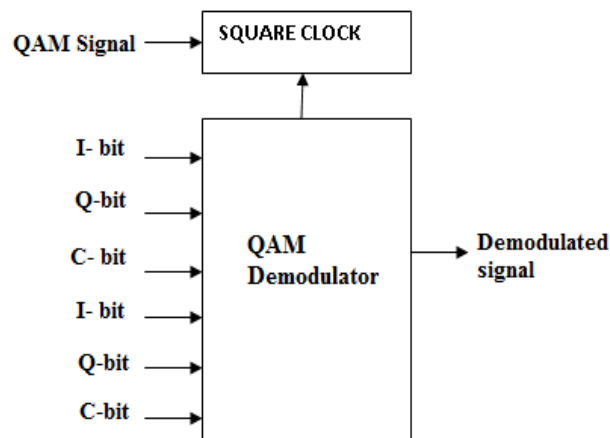 SQUARE CLOCK
QAM Signal
I- bit
Q-bit
C- bit
I- bit
Q-bit
C-bit
QAM
Demodulator
Demodulated
signal